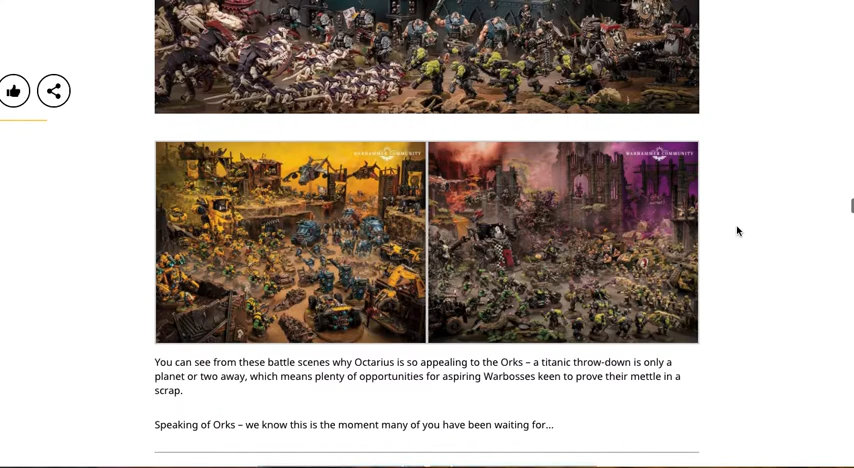 WARHAMMER COMMUNITY
WARHAMMER COMMUNITY
You can see from these battle scenes why Octarius is so appealing to the Orks – a titanic throw-down is only a
planet or two away, which means plenty of opportunities for aspiring Warbosses keen to prove their mettle in a
scrap.
Speaking of Orks – we know this is the moment many of you have been waiting for...